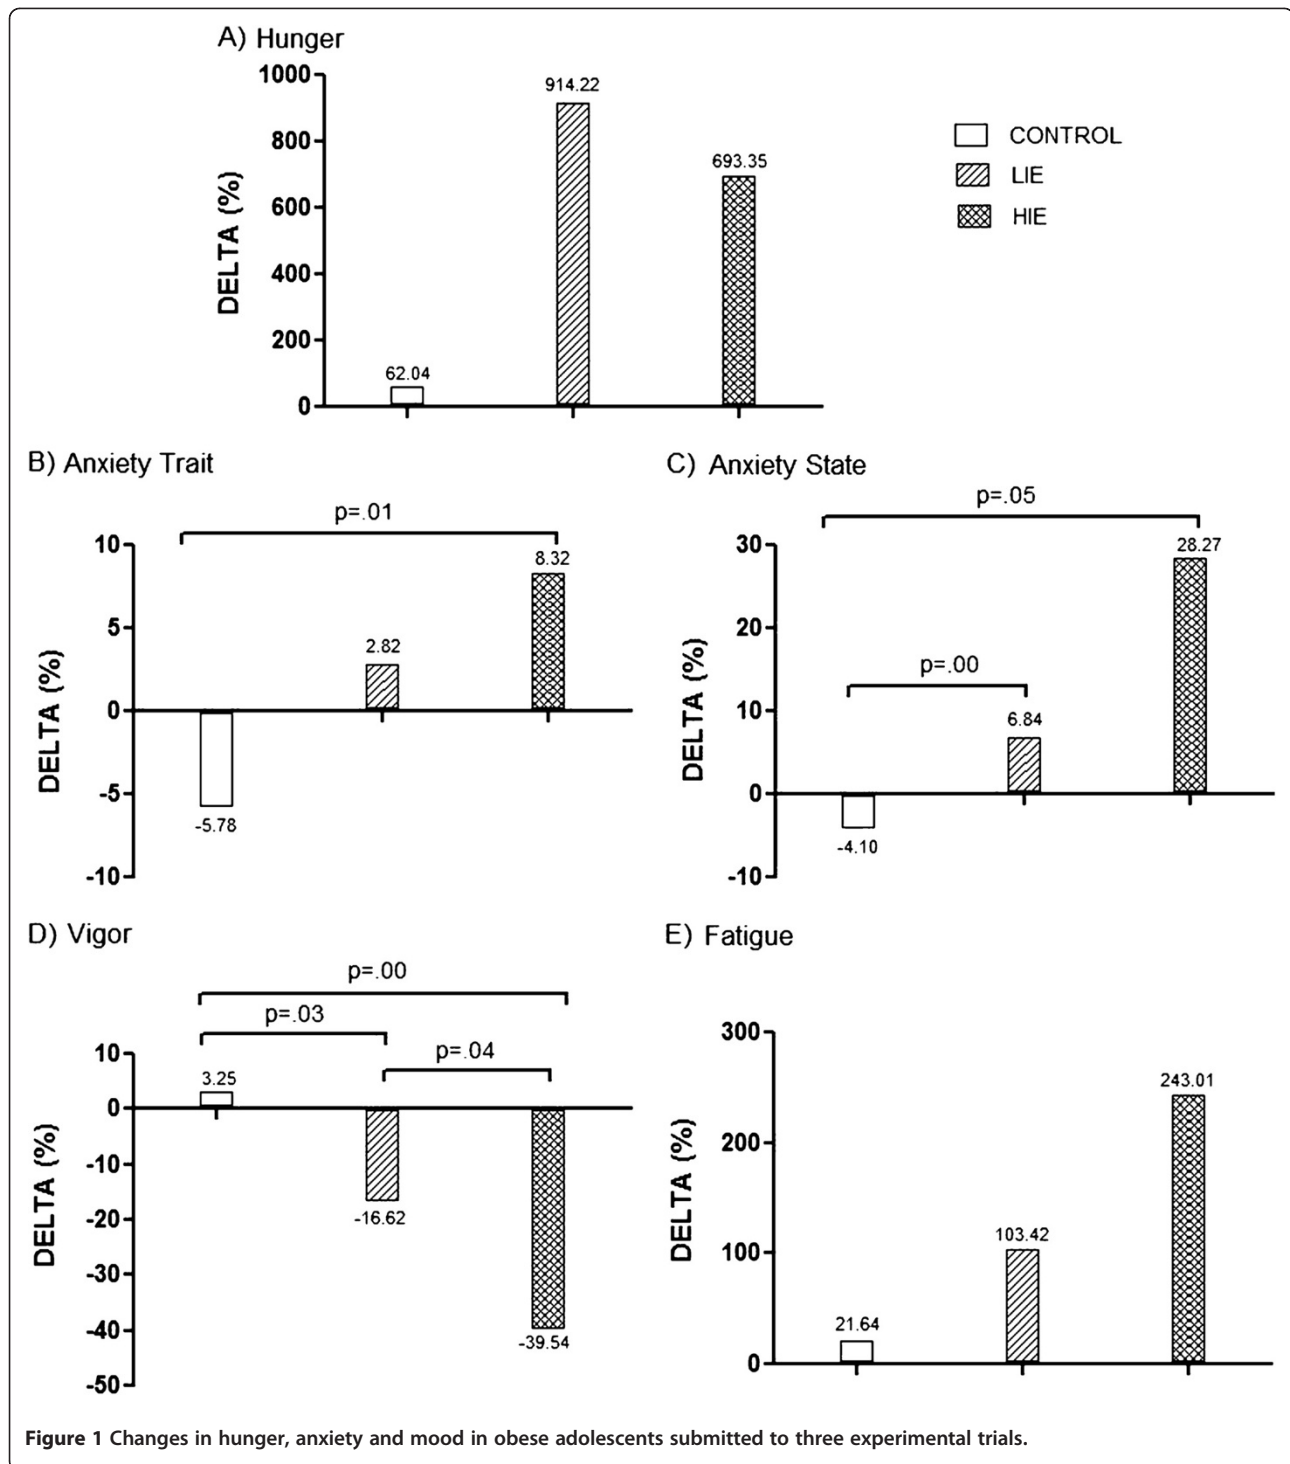 A) Hunger
1000
800
600
400
200
0
DELTA (%)
62.04
914.22
693.35
CONTROL
LIE
HIE
B) Anxiety Trait
p=.01
10
5
0
-5
-10
DELTA (%)
-5.78
2.82
8.32
C) Anxiety State
p=.05
p=.00
30
20
10
0
-10
DELTA (%)
-4.10
6.84
28.27
D) Vigor
p=.00
p=.03
p=.04
10
0
-10
-20
-30
-40
-50
DELTA (%)
3.25
-16.62
-39.54
E) Fatigue
300
200
100
0
DELTA (%)
21.64
103.42
243.01
Figure 1 Changes in hunger, anxiety and mood in obese adolescents submitted to three experimental trials.